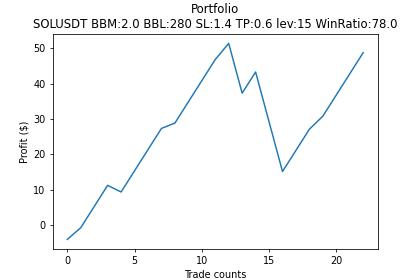 Portfolio
SOLUSDT BBM:2.0 BBL:280 SL:1.4 TP:0.6 lev:15 WinRatio:78.0
50
40
30
20
10
0
Profit ($)
0 5 10 15 20
Trade counts